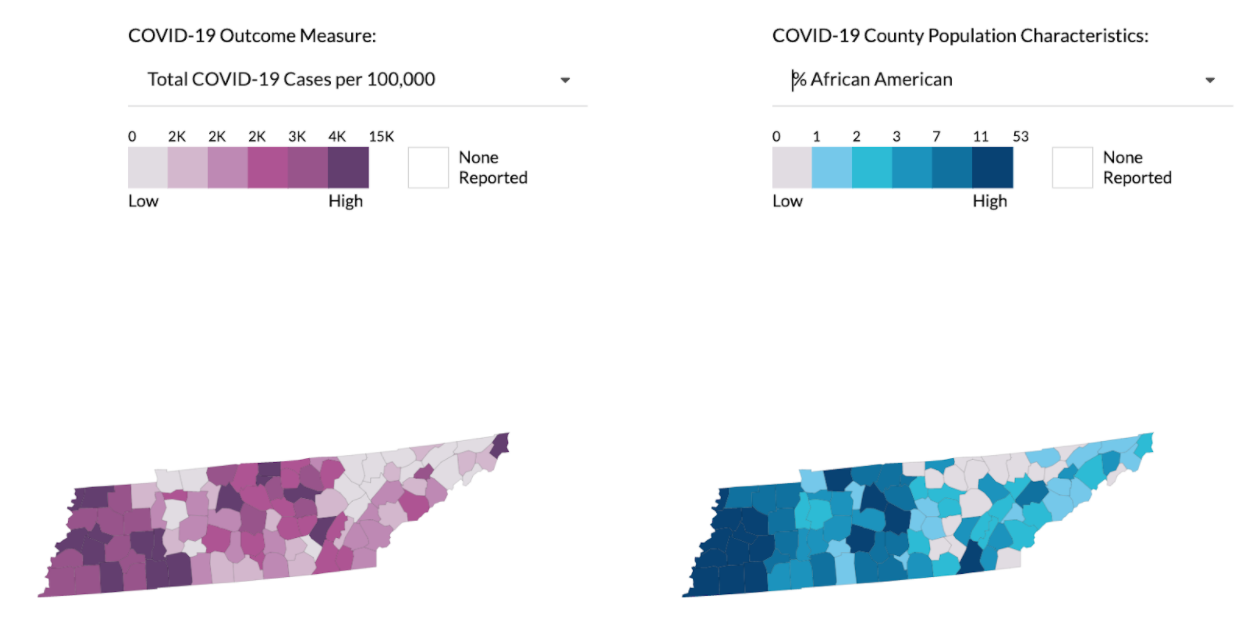 COVID-19 Outcome Measure:
Total COVID-19 Cases per 100,000
0 2K 2K 2K 3K 4K 15K
None
Reported
Low High
COVID-19 County Population Characteristics:
% African American
0 1 2 3 7 11 53
None
Reported
Low High